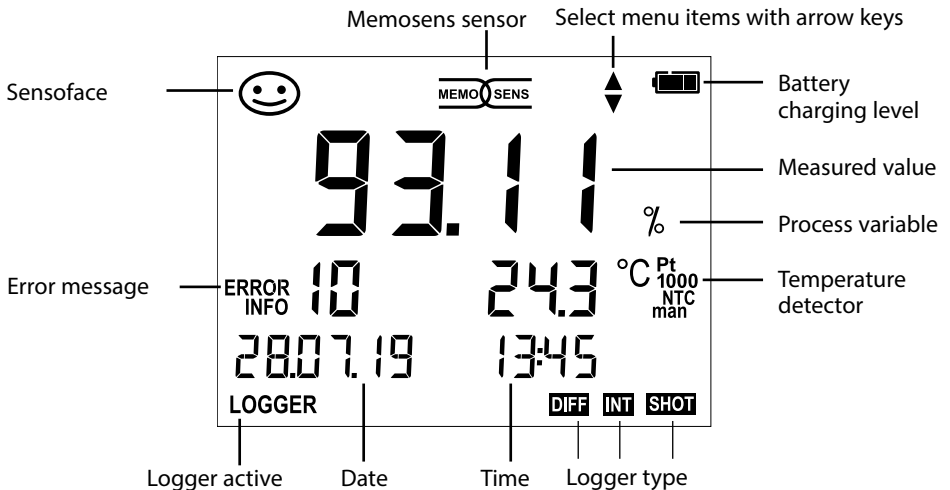 Memosens sensor
Select menu items with arrow keys
Sensoface
MEMO SENS
Battery
charging level
93.11
Measured value
%
Process variable
Error message
ERROR
INFO
10
24.3
°C
Pt
1000
NTC
man
Temperature
detector
28.07.19
13:45
LOGGER
DIFF INT SHOT
Logger active
Date
Time
Logger type